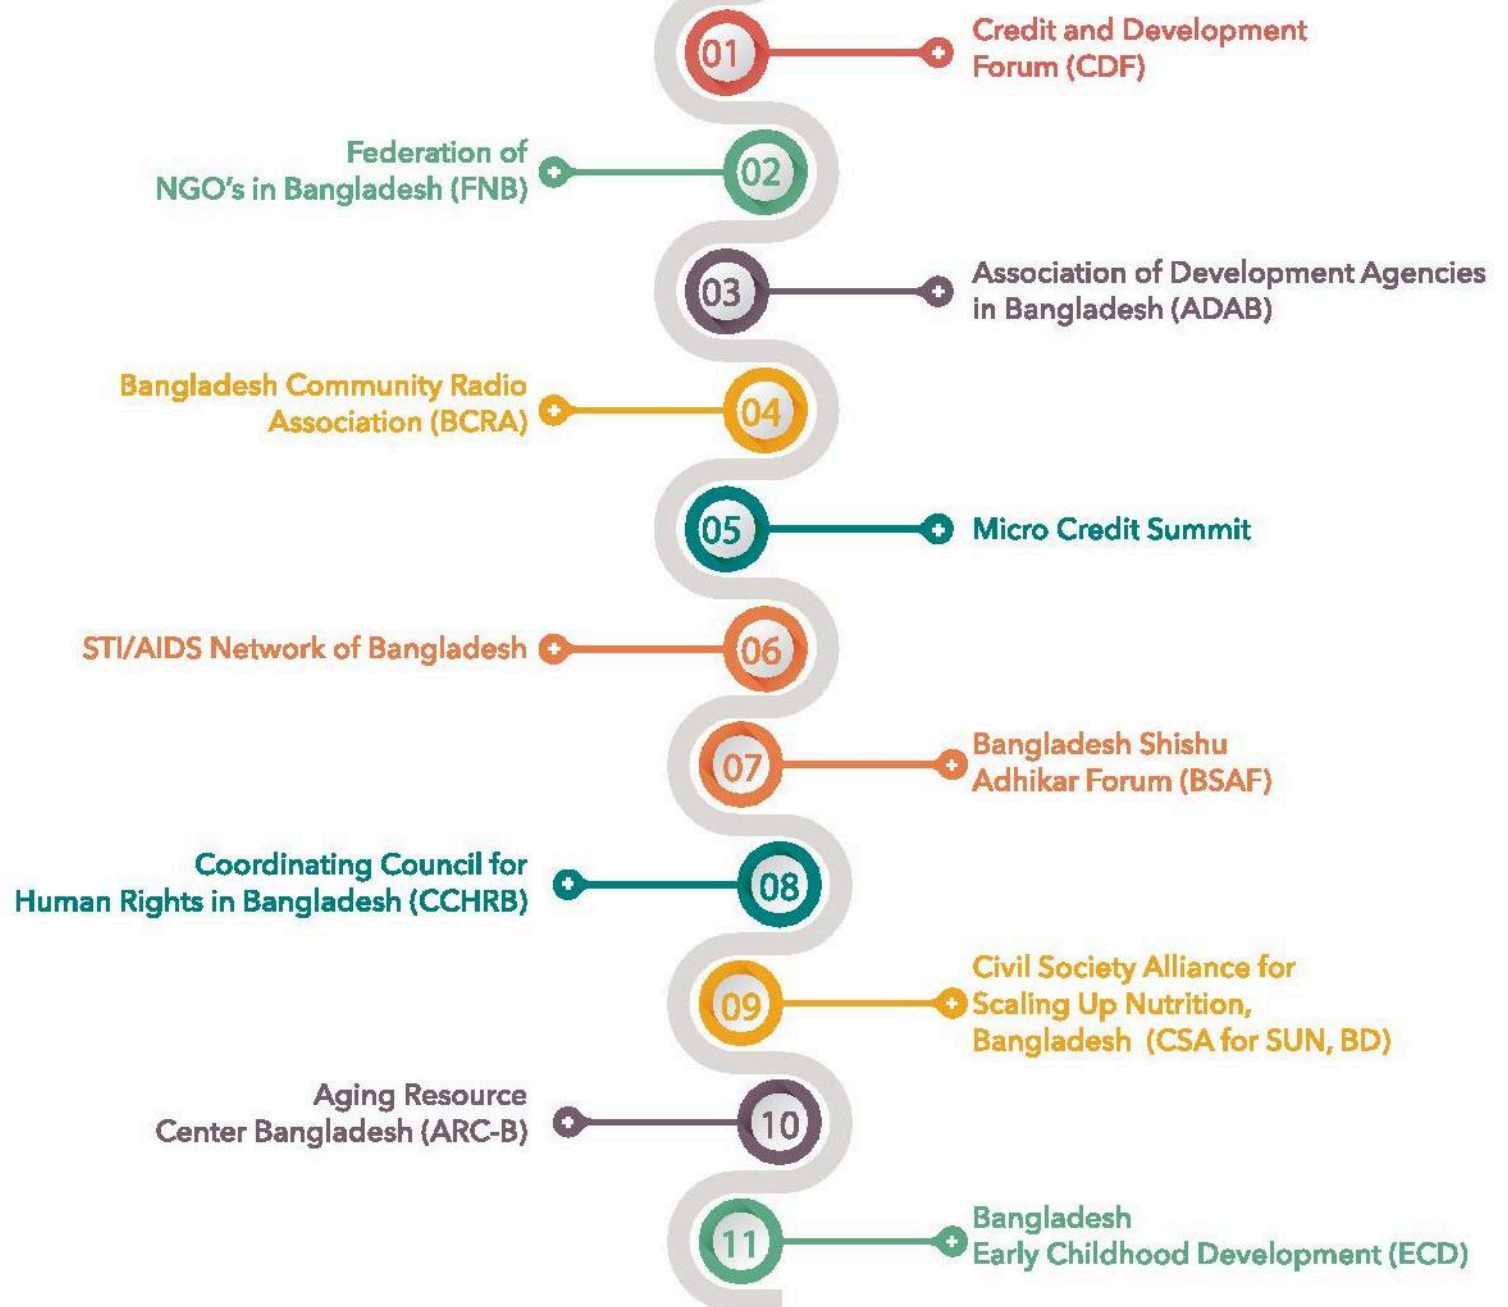 01
Credit and Development
Forum (CDF)
02
Federation of
NGO's in Bangladesh (FNB)
03
Association of Development Agencies
in Bangladesh (ADAB)
04
Bangladesh Community Radio
Association (BCRA)
05
Micro Credit Summit
06
STI/AIDS Network of Bangladesh
07
Bangladesh Shishu
Adhikar Forum (BSAF)
08
Coordinating Council for
Human Rights in Bangladesh (CCHRB)
09
Civil Society Alliance for
Scaling Up Nutrition,
Bangladesh (CSA for SUN, BD)
10
Aging Resource
Center Bangladesh (ARC-B)
11
Bangladesh
Early Childhood Development (ECD)